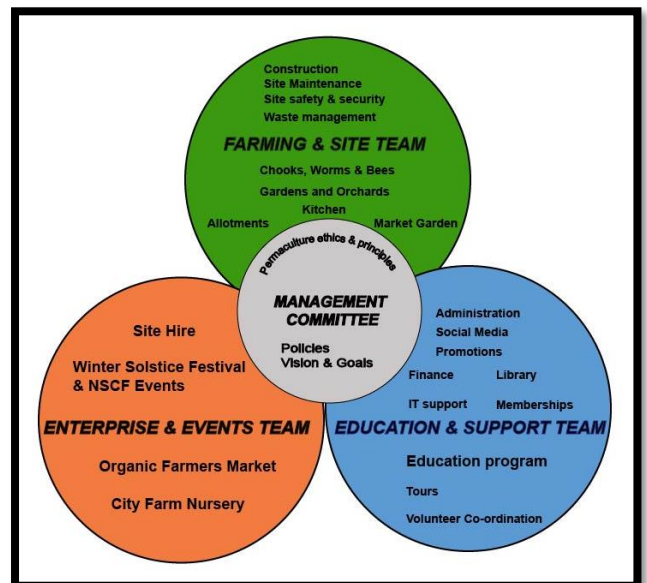 Construction
Site Maintenance
Site safety & security
Waste management
FARMING & SITE TEAM
Chooks, Worms & Bees
Gardens and Orchards
Kitchen
Allotments Market Garden
Permaculture ethics & principles
MANAGEMENT
COMMITTEE
Policies
Vision & Goals
Site Hire
Winter Solstice Festival
& NSCF Events
ENTERPRISE & EVENTS TEAM
Organic Farmers Market
City Farm Nursery
Administration
Social Media
Promotions
Finance Library
IT support Memberships
EDUCATION & SUPPORT TEAM
Education program
Tours
Volunteer Co-ordination